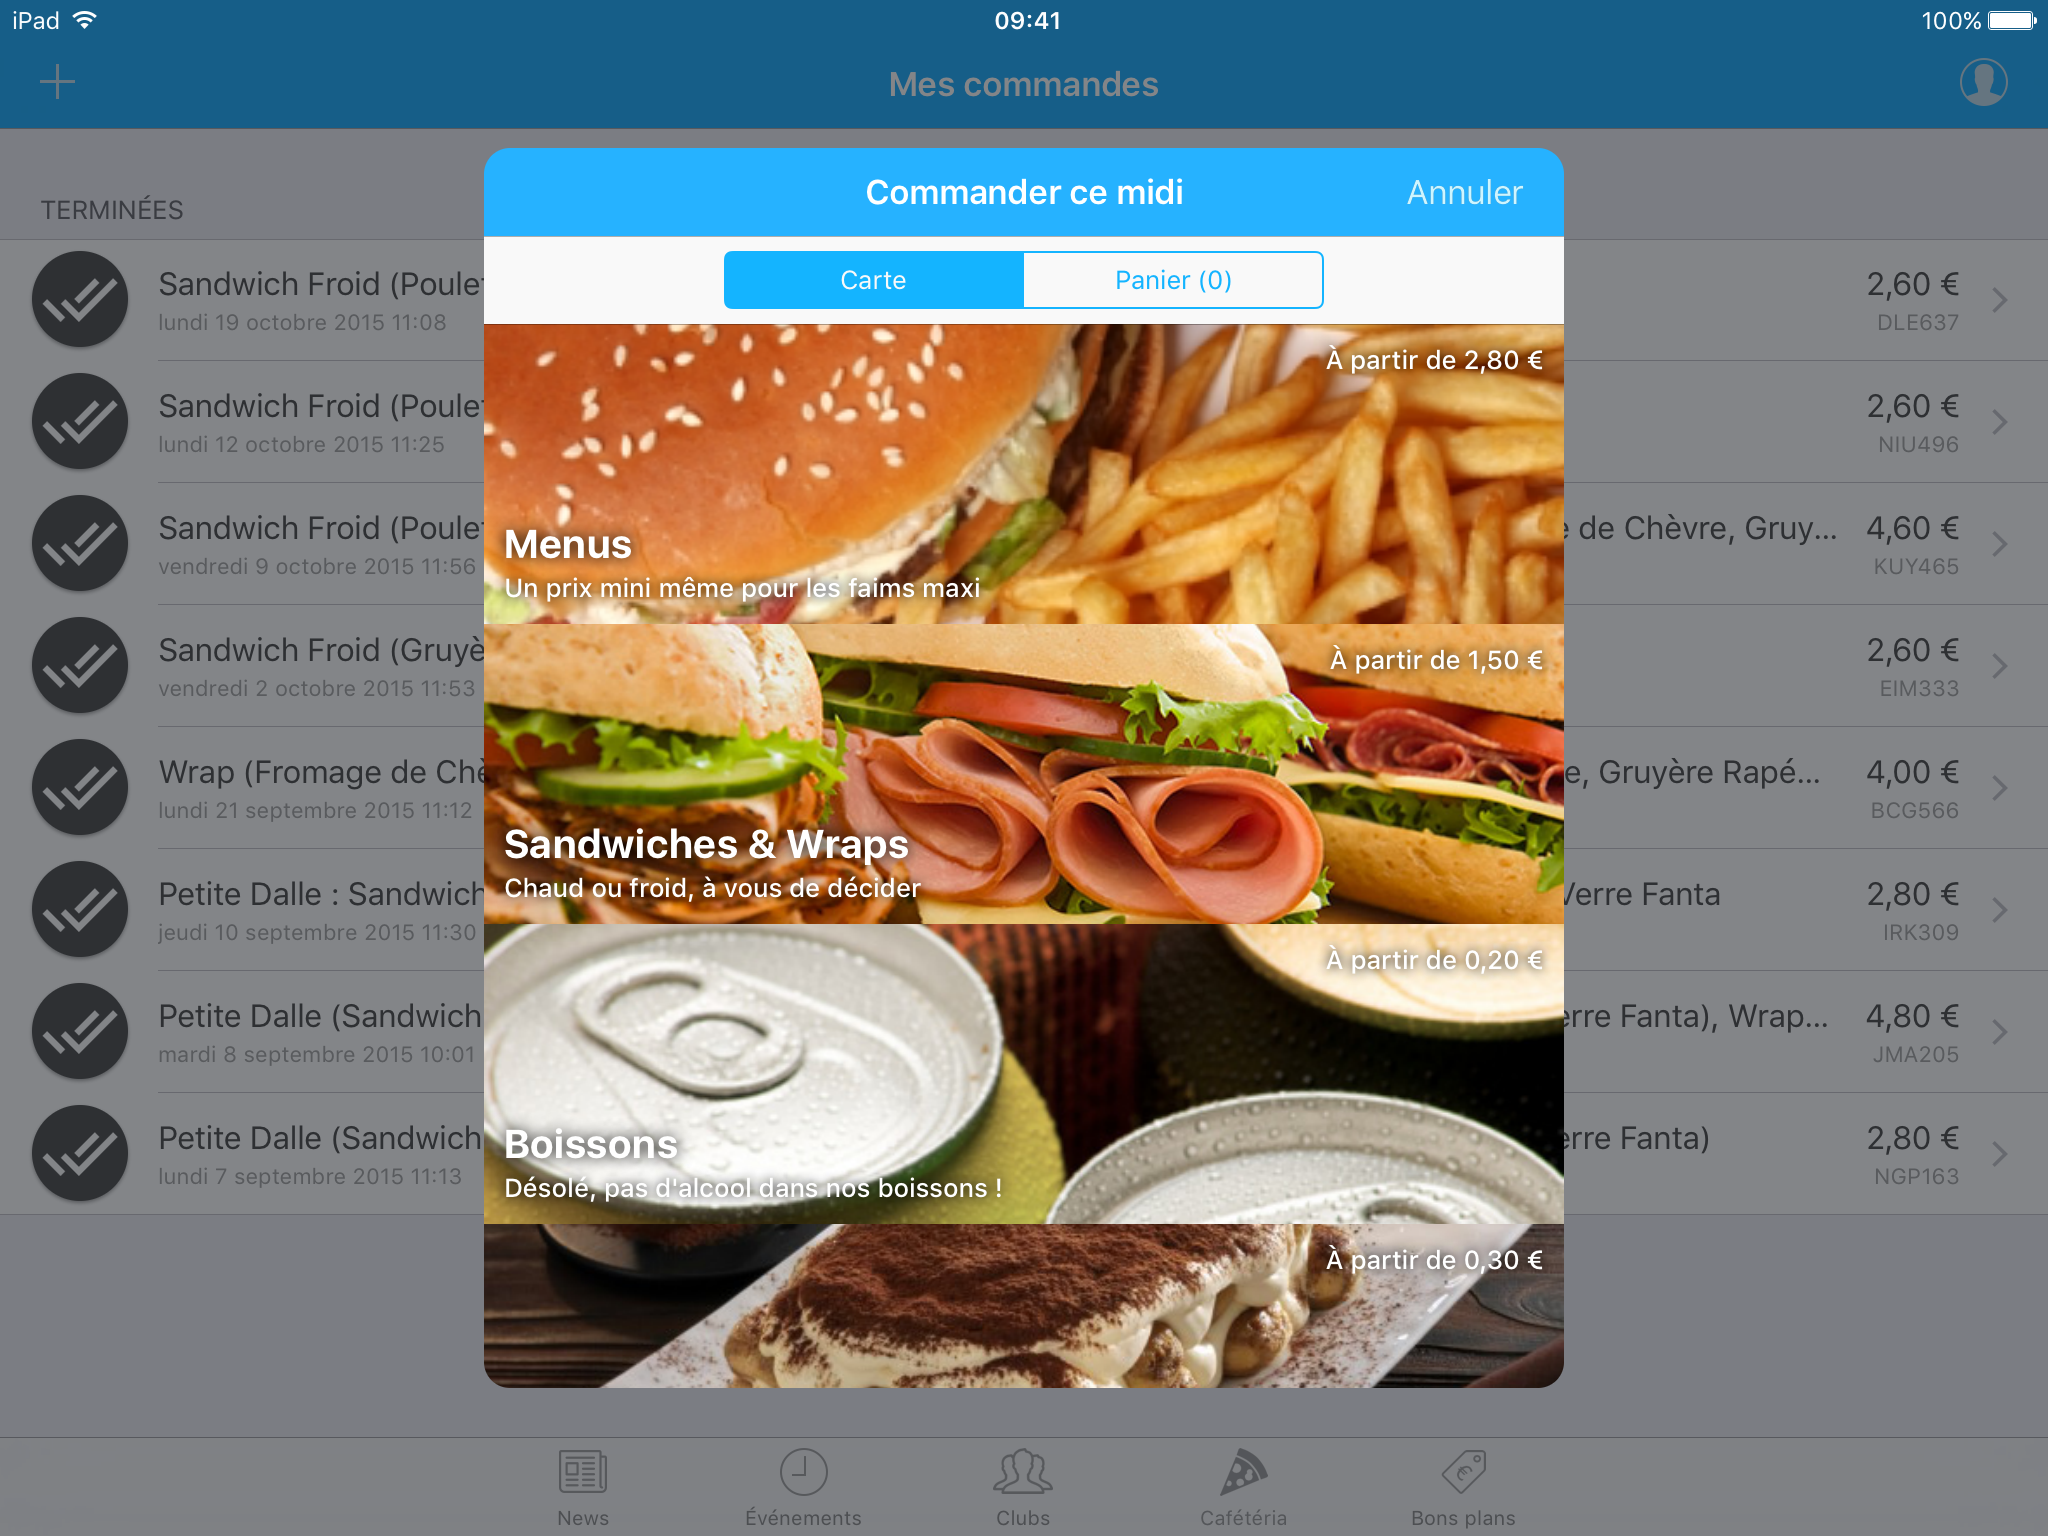 iPad 09:41 100%
Mes commandes
TERMINÉES
Commander ce midi Annuler
Carte Panier (0)
À partir de 2,80 €
Menus
Un prix mini même pour les faims maxi
À partir de 1,50 €
Sandwiches & Wraps
Chaud ou froid, à vous de décider
À partir de 0,20 €
Boissons
Désolé, pas d'alcool dans nos boissons !
À partir de 0,30 €
Sandwich Froid (Poulet 2,60 €
lundi 19 octobre 2015 11:08 DLE637
Sandwich Froid (Poulet 2,60 €
lundi 12 octobre 2015 11:25 NIU496
Sandwich Froid (Poulet de Chèvre, Gruy... 4,60 €
vendredi 9 octobre 2015 11:56 KUY465
Sandwich Froid (Gruyè 2,60 €
vendredi 2 octobre 2015 11:53 EIM333
Wrap (Fromage de Chè e, Gruyère Rapé... 4,00 €
lundi 21 septembre 2015 11:12 BCG566
Petite Dalle : Sandwich Verre Fanta 2,80 €
jeudi 10 septembre 2015 11:30 IRK309
Petite Dalle (Sandwich erre Fanta), Wrap... 4,80 €
mardi 8 septembre 2015 10:01 JMA205
Petite Dalle (Sandwich erre Fanta) 2,80 €
lundi 7 septembre 2015 11:13 NGP163
News Événements Clubs Cafétéria Bons plans